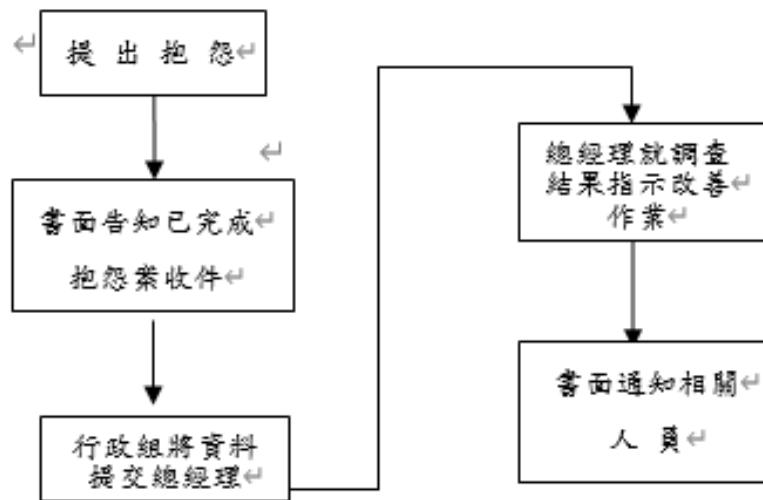 提 出 抱 怨
書面告知已完成
抱怨案收件
行政組將資料
提交總經理
總經理就調查
結果指示改善
作業
書面通知相關
人 員